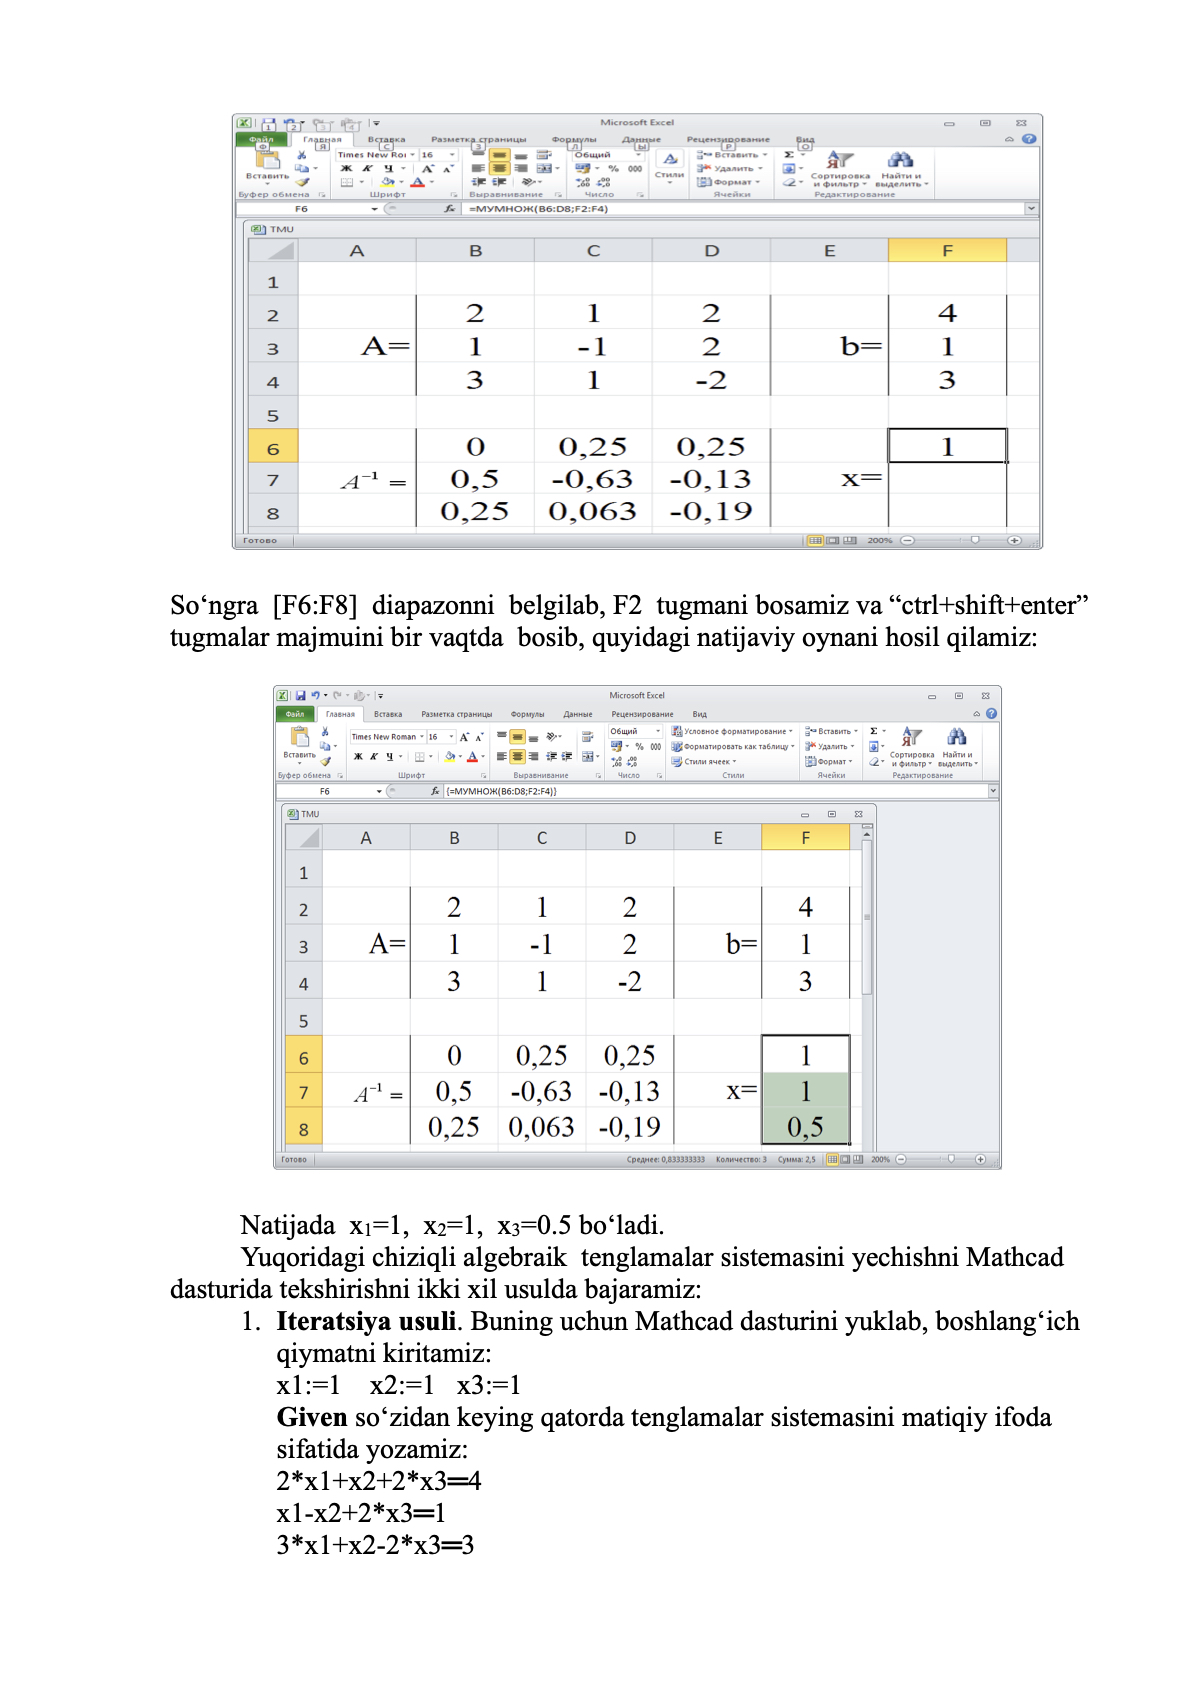 Microsoft Excel
Файл Главная Вставка Разметка страницы Формулы Данные Рецензирование Вид
Times New Roi 16 Общий Вставить
Вставить Ж К Ч % 000 Стили Удалить Сортировка и фильтр Найти и выделить
Формат
Буфер обмена Шрифт Выравнивание Число Ячейки Редактирование
F6 fx =МУМНОЖ(B6:D8;F2:F4)
TMU
A B C D E F
1
2 2 1 2 4
3 A= 1 -1 2 b= 1
4 3 1 -2 3
5
6 0 0,25 0,25 1
7 A⁻¹ = 0,5 -0,63 -0,13 x=
8 0,25 0,063 -0,19
Готово 200%
So‘ngra [F6:F8] diapazonni belgilab, F2 tugmani bosamiz va “ctrl+shift+enter”
tugmalar majmuini bir vaqtda bosib, quyidagi natijaviy oynani hosil qilamiz:
Microsoft Excel
Файл Главная Вставка Разметка страницы Формулы Данные Рецензирование Вид
Times New Roman 16 Общий Условное форматирование Вставить
Вставить Ж К Ч % 000 Форматировать как таблицу Удалить Сортировка и фильтр Найти и выделить
Стили ячеек Формат
Буфер обмена Шрифт Выравнивание Число Стили Ячейки Редактирование
F6 fx {=МУМНОЖ(B6:D8;F2:F4)}
TMU
A B C D E F
1
2 2 1 2 4
3 A= 1 -1 2 b= 1
4 3 1 -2 3
5
6 0 0,25 0,25 1
7 A⁻¹ = 0,5 -0,63 -0,13 x= 1
8 0,25 0,063 -0,19 0,5
Готово Среднее: 0,833333333 Количество: 3 Сумма: 2,5 200%
Natijada x₁=1, x₂=1, x₃=0.5 bo‘ladi.
Yuqoridagi chiziqli algebraik tenglamalar sistemasini yechishni Mathcad
dasturida tekshirishni ikki xil usulda bajaramiz:
1. Iteratsiya usuli. Buning uchun Mathcad dasturini yuklab, boshlang‘ich
qiymatni kiritamiz:
x1:=1 x2:=1 x3:=1
Given so‘zidan keying qatorda tenglamalar sistemasini matiqiy ifoda
sifatida yozamiz:
2*x1+x2+2*x3=4
x1-x2+2*x3=1
3*x1+x2-2*x3=3